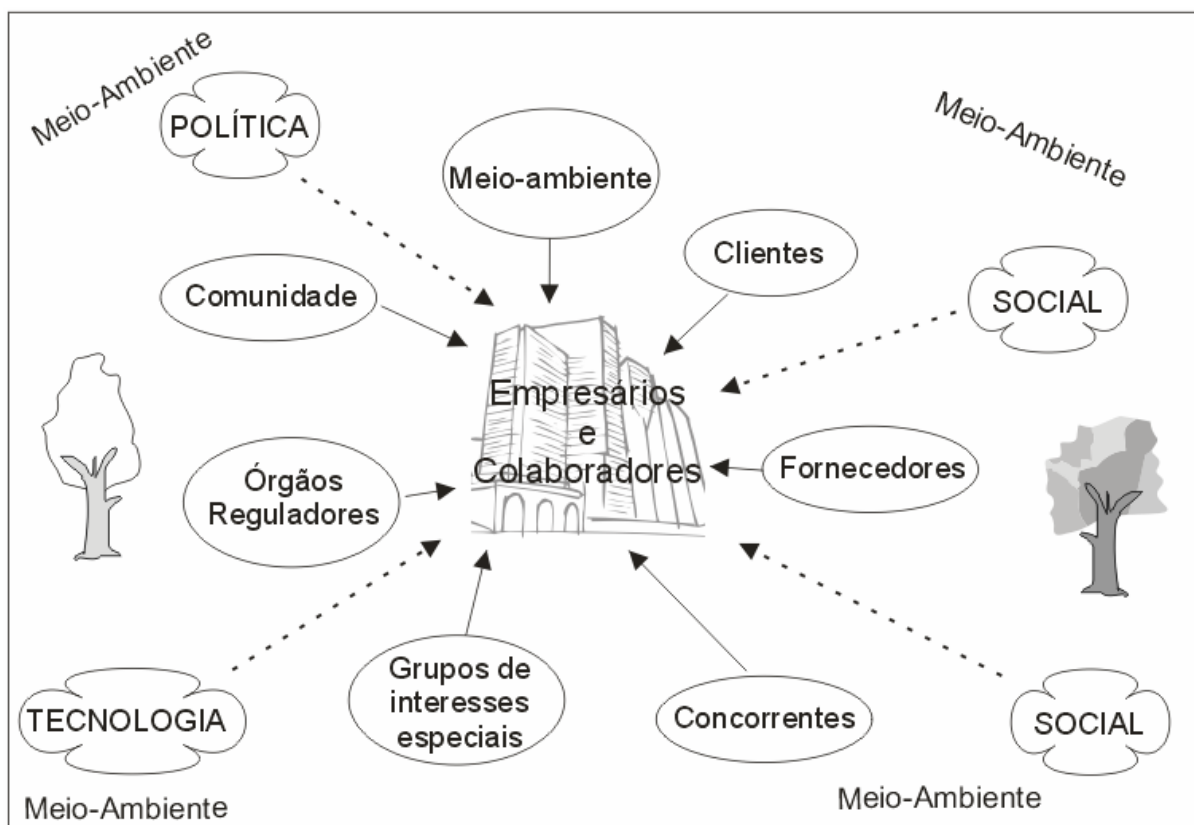 Meio-Ambiente
POLÍTICA
Meio-ambiente
Meio-Ambiente
Clientes
Comunidade
SOCIAL
Empresários
e
Colaboradores
Fornecedores
Órgãos
Reguladores
Grupos de
interesses
especiais
Concorrentes
TECNOLOGIA
SOCIAL
Meio-Ambiente
Meio-Ambiente